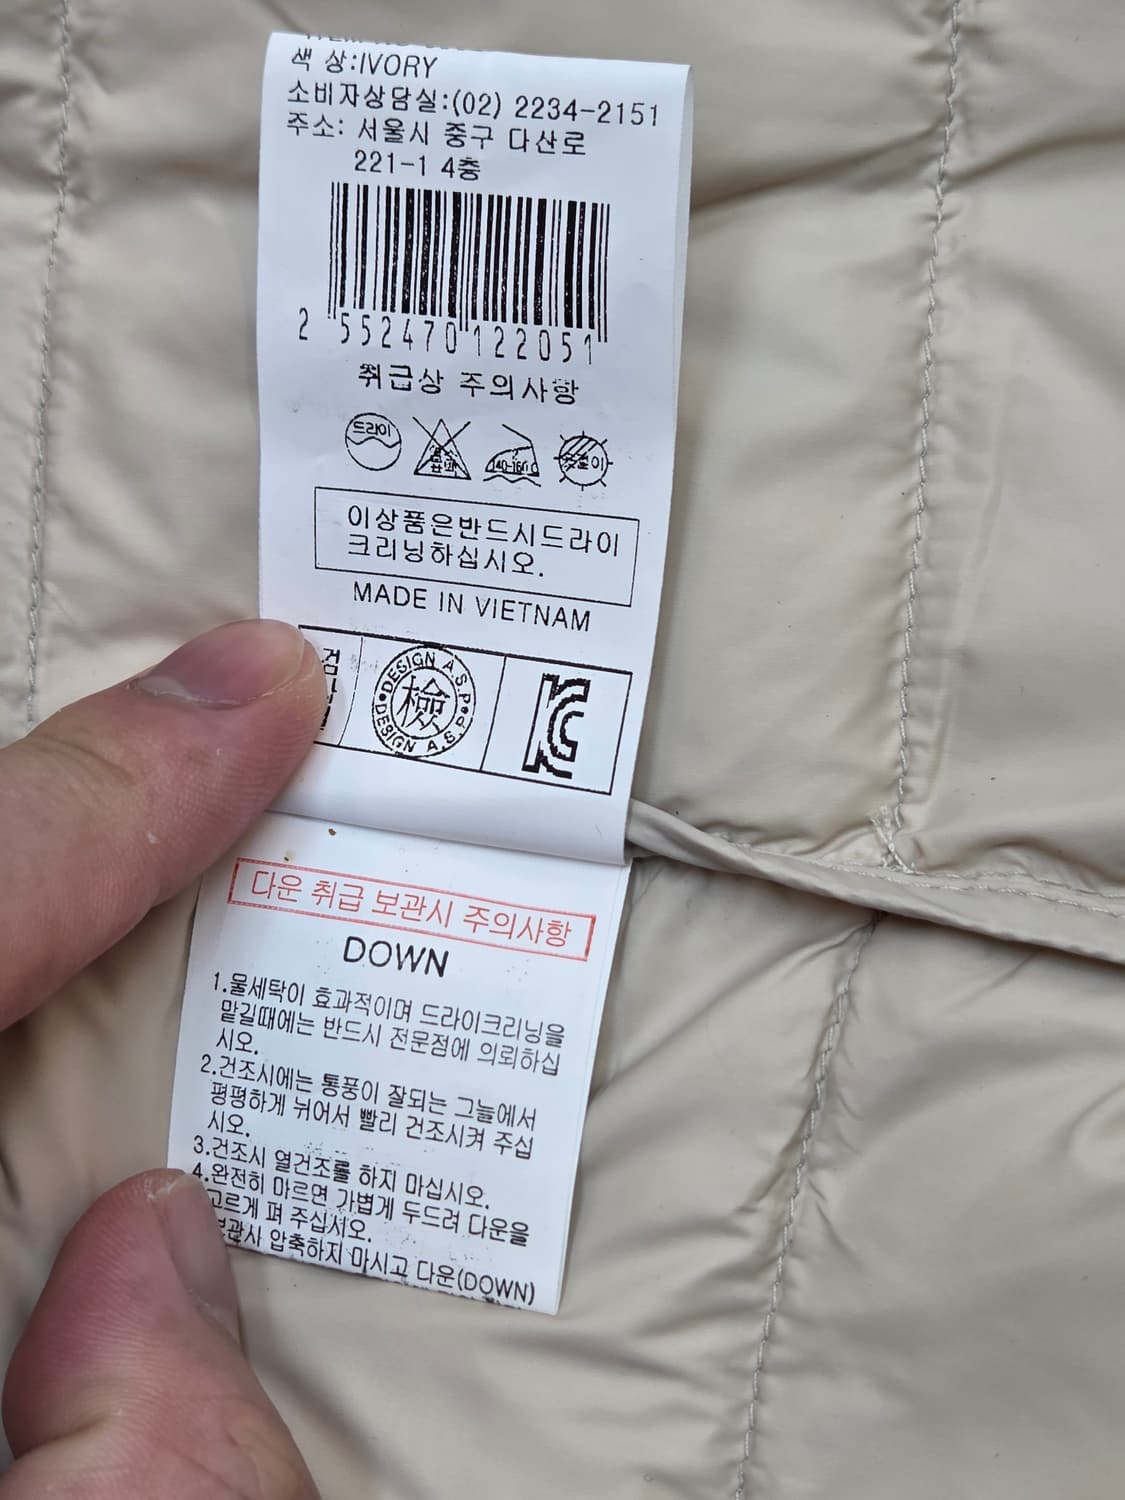 색 상:IVORY
소비자상담실:(02) 2234-2151
주소: 서울시 중구 다산로
221-1 4층
2 552470 122051
취급상 주의사항
드라이
140~160℃
이상품은반드시드라이
크리닝하십시오.
MADE IN VIETNAM
검
DESIGN A.S.P
檢
DESIGN A.S.P
KC
다운 취급 보관시 주의사항
DOWN
1.물세탁이 효과적이며 드라이크리닝을
맡길때에는 반드시 전문점에 의뢰하십
시오.
2.건조시에는 통풍이 잘되는 그늘에서
평평하게 뉘어서 빨리 건조시켜 주십
시오.
3.건조시 열건조를 하지 마십시오.
4.완전히 마르면 가볍게 두드려 다운을
고르게 펴 주십시오.
보관시 압축하지 마시고 다운(DOWN)